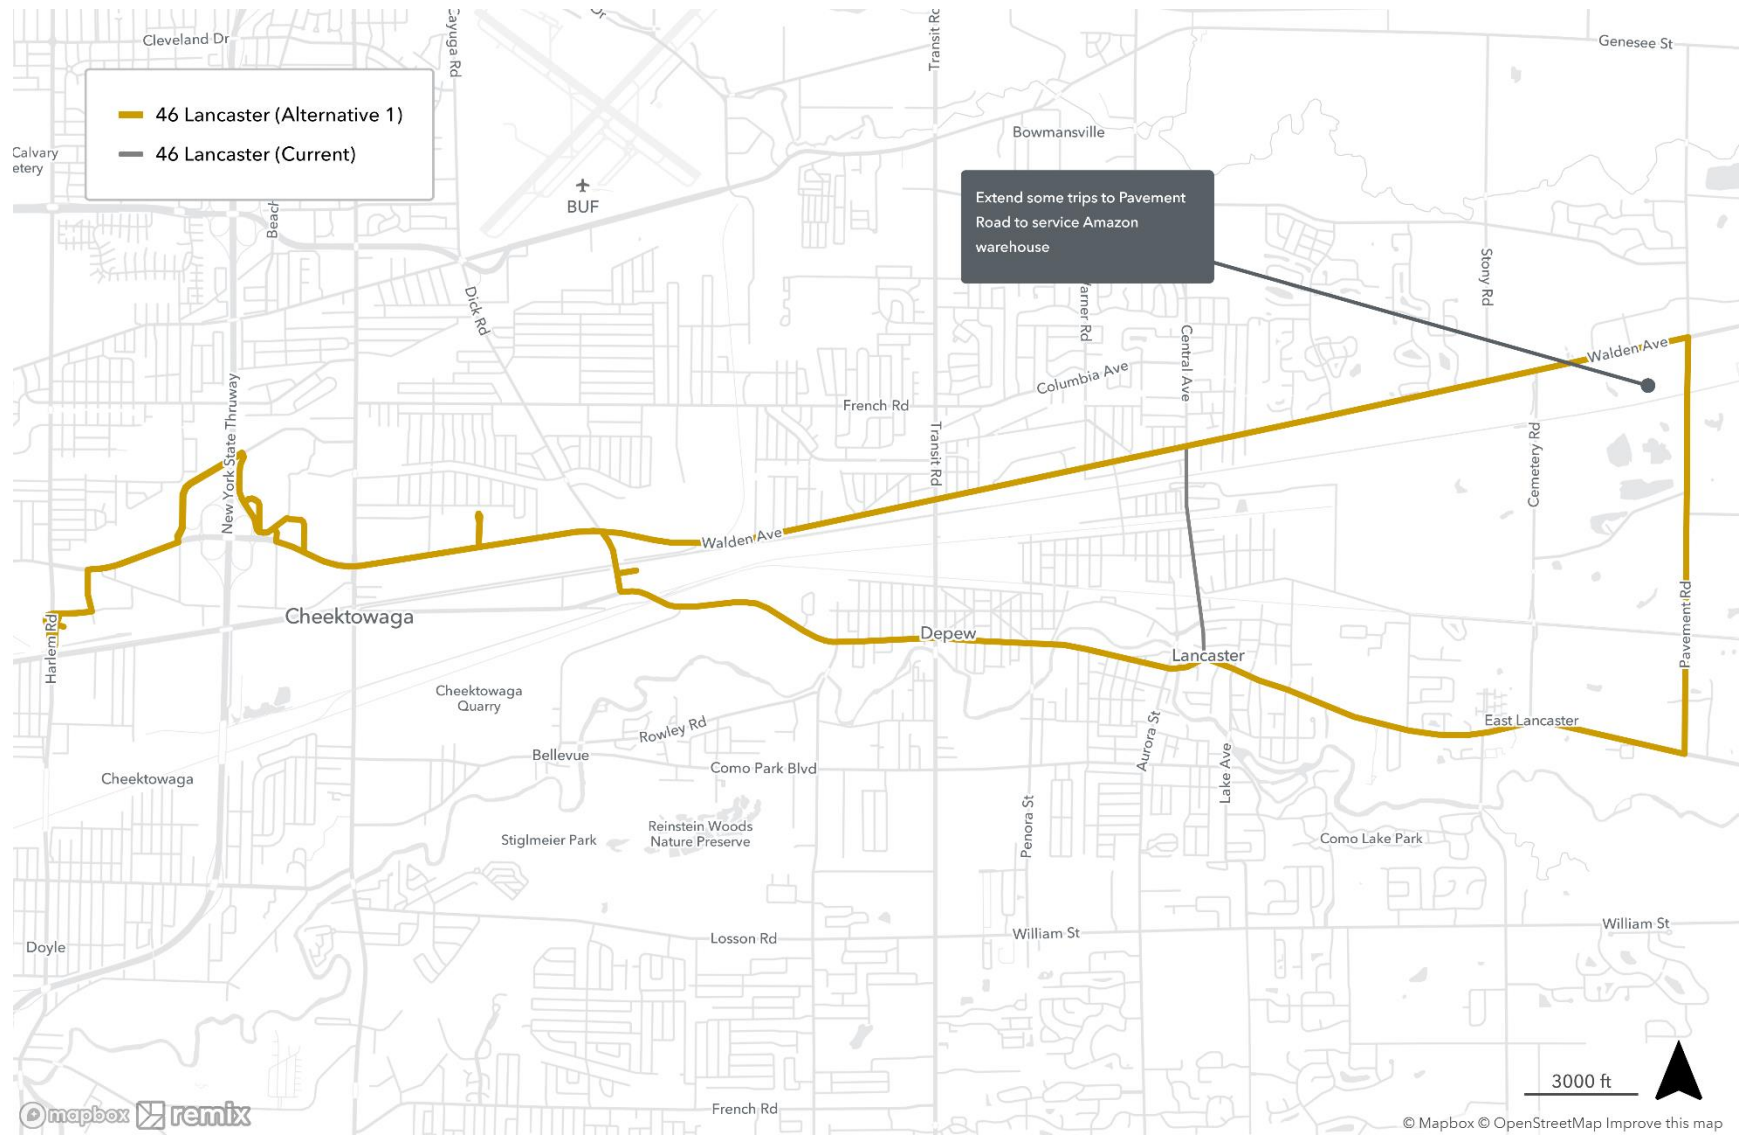 Cleveland Dr
Cayuga Rd
Dr
Transit Rd
Genesee St
46 Lancaster (Alternative 1)
46 Lancaster (Current)
Calvary
etery
Beach
BUF
Bowmansville
Extend some trips to Pavement
Road to service Amazon
warehouse
Dick Rd
Central Ave
Stony Rd
Walden Ave
Columbia Ave
French Rd
New York State Thruway
Transit Rd
Cemetery Rd
Walden Ave
Cheektowaga
Harlem Rd
Depew
Lancaster
Pavement Rd
Cheektowaga
Quarry
Rowley Rd
Aurora St
East Lancaster
Bellevue
Como Park Blvd
Lake Ave
Cheektowaga
Penora St
Stiglmeier Park
Reinstein Woods
Nature Preserve
Como Lake Park
Doyle
Losson Rd
William St
William St
3000 ft
French Rd
mapbox
remix
© Mapbox © OpenStreetMap Improve this map